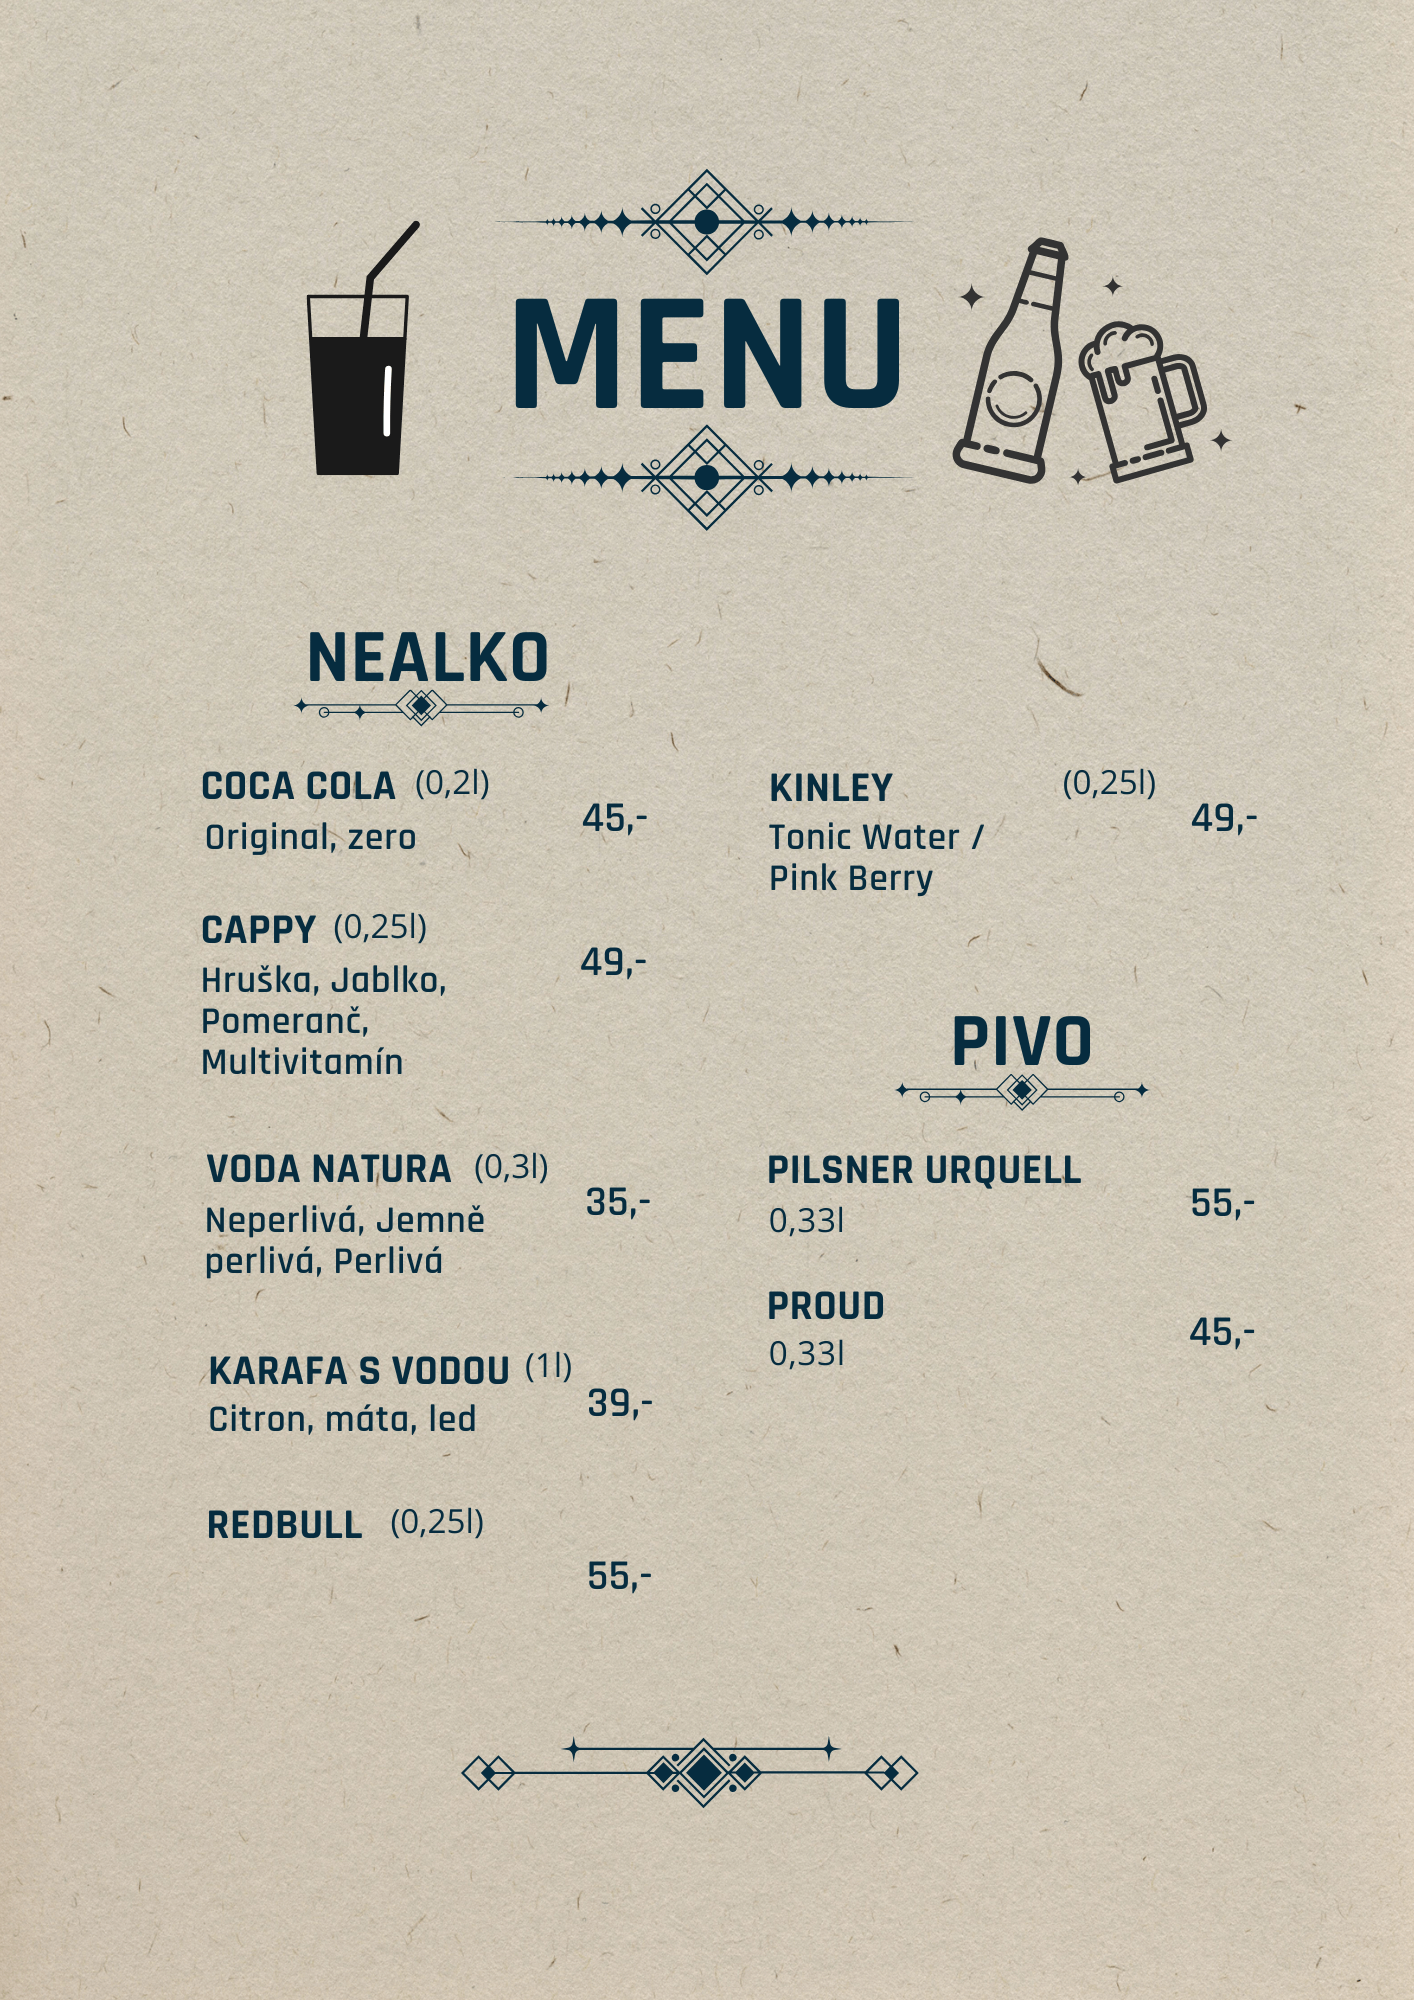 MENU
NEALKO
COCA COLA (0,2l)
45,-
Original, zero
CAPPY (0,25l)
49,-
Hruška, Jablko,
Pomeranč,
Multivitamín
VODA NATURA (0,3l)
35,-
Neperlivá, Jemně
perlivá, Perlivá
KARAFA S VODOU (1l)
39,-
Citron, máta, led
REDBULL (0,25l)
55,-
KINLEY (0,25l)
49,-
Tonic Water /
Pink Berry
PIVO
PILSNER URQUELL
55,-
0,33l
PROUD
45,-
0,33l